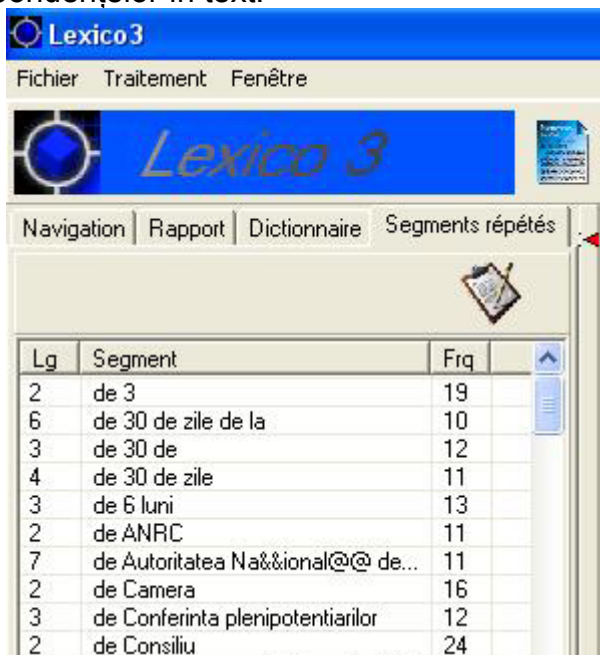 Lexico3
Fichier Traitement Fenêtre
Lexico 3
Navigation Rapport Dictionnaire Segments répétés
Lg Segment Frq
2 de 3 19
6 de 30 de zile de la 10
3 de 30 de 12
4 de 30 de zile 11
3 de 6 luni 13
2 de ANRC 11
7 de Autoritatea Na&&ional@@ de... 11
2 de Camera 16
3 de Conferinta plenipotentiarilor 12
2 de Consiliu 24